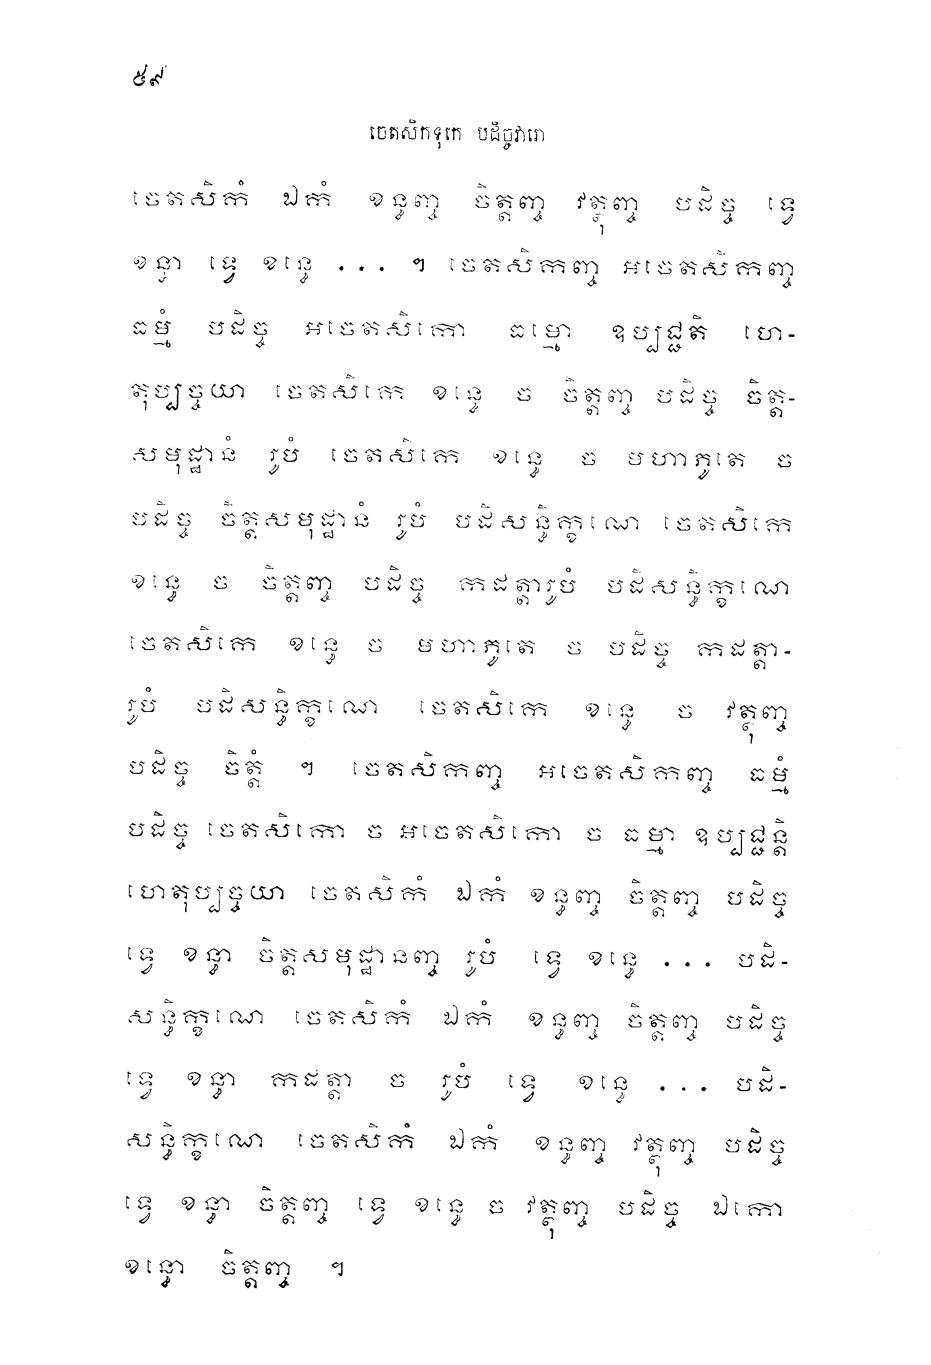 ៥៩
ចេតសិកទុកេ បដិច្ចវារោ
ចេតសិកំ ឯកំ ខន្ធញ្ច ចិត្តញ្ច វត្ថុញ្ច បដិច្ច ទ្វេ
ខន្ធា ទ្វេ ខន្ធេ ... ។ ចេតសិកញ្ច អចេតសិកញ្ច
ធម្មំ បដិច្ច អចេតសិកោ ធម្មោ ឧប្បជ្ជតិ ហេ-
តុប្បច្ចយា ចេតសិកេ ខន្ធេ ច ចិត្តញ្ច បដិច្ច ចិត្ត-
សមុដ្ឋានំ រូបំ ចេតសិកេ ខន្ធេ ច មហាភូតេ ច
បដិច្ច ចិត្តសមុដ្ឋានំ រូបំ បដិសន្ធិក្ខណេ ចេតសិកេ
ខន្ធេ ច ចិត្តញ្ច បដិច្ច កដត្តារូបំ បដិសន្ធិក្ខណេ
ចេតសិកេ ខន្ធេ ច មហាភូតេ ច បដិច្ច កដត្តា-
រូបំ បដិសន្ធិក្ខណេ ចេតសិកេ ខន្ធេ ច វត្ថុញ្ច
បដិច្ច ចិត្តំ ។ ចេតសិកញ្ច អចេតសិកញ្ច ធម្មំ
បដិច្ច ចេតសិកោ ច អចេតសិកោ ច ធម្មា ឧប្បជ្ជន្តិ
ហេតុប្បច្ចយា ចេតសិកំ ឯកំ ខន្ធញ្ច ចិត្តញ្ច បដិច្ច
ទ្វេ ខន្ធា ចិត្តសមុដ្ឋានញ្ច រូបំ ទ្វេ ខន្ធេ ... បដិ-
សន្ធិក្ខណេ ចេតសិកំ ឯកំ ខន្ធញ្ច ចិត្តញ្ច បដិច្ច
ទ្វេ ខន្ធា កដត្តា ច រូបំ ទ្វេ ខន្ធេ ... បដិ-
សន្ធិក្ខណេ ចេតសិកំ ឯកំ ខន្ធញ្ច វត្ថុញ្ច បដិច្ច
ទ្វេ ខន្ធា ចិត្តញ្ច ទ្វេ ខន្ធេ ច វត្ថុញ្ច បដិច្ច ឯកោ
ខន្ធោ ចិត្តញ្ច ។